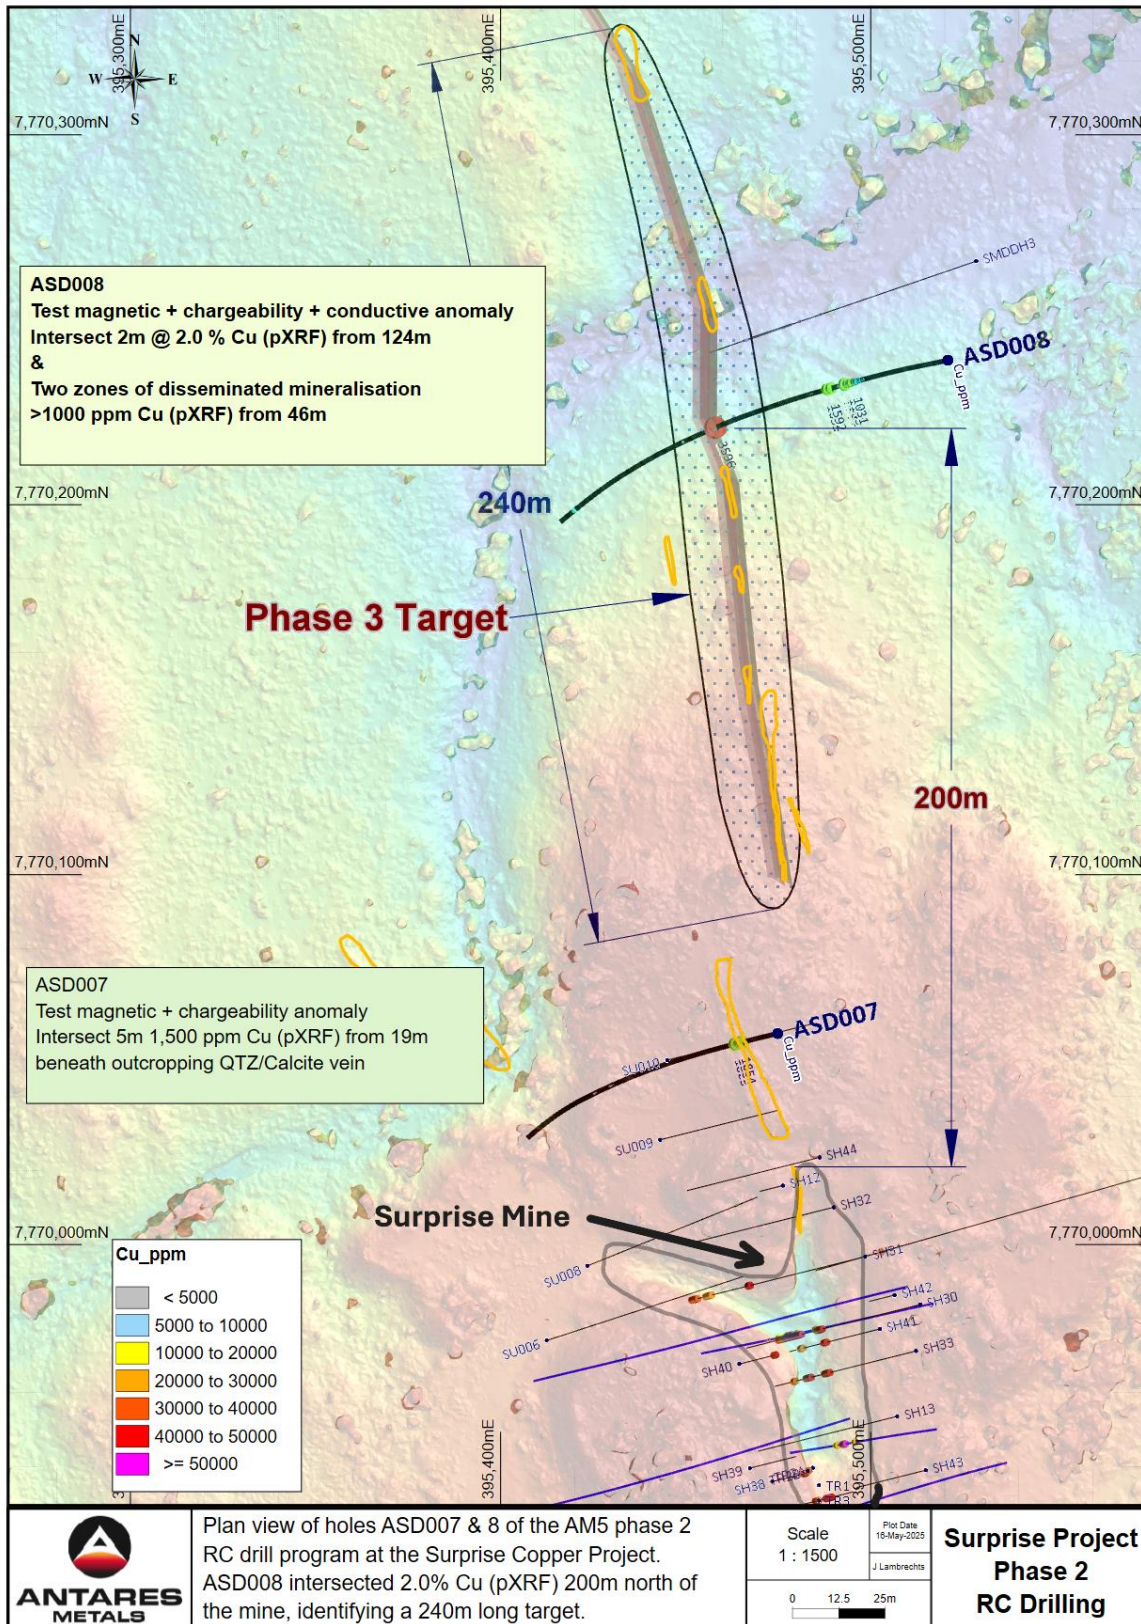 395,300mE
395,400mE
395,500mE
N
W
E
S
7,770,300mN
7,770,300mN
SMDDH3
ASD008
Test magnetic + chargeability + conductive anomaly
Intersect 2m @ 2.0 % Cu (pXRF) from 124m
&
Two zones of disseminated mineralisation
>1000 ppm Cu (pXRF) from 46m
ASD008
Cu_ppm
1031
1592
3596
7,770,200mN
240m
7,770,200mN
Phase 3 Target
200m
7,770,100mN
7,770,100mN
ASD007
Test magnetic + chargeability anomaly
Intersect 5m 1,500 ppm Cu (pXRF) from 19m
beneath outcropping QTZ/Calcite vein
ASD007
Cu_ppm
SU010
SU009
SH44
SH12
SH32
Surprise Mine
7,770,000mN
7,770,000mN
SU008
SH31
SH42
SH30
SU006
SH41
SH40
SH33
SH13
SH39
SH38
SH43
TR1
TR3
395,400mE
395,500mE
Cu_ppm
< 5000
5000 to 10000
10000 to 20000
20000 to 30000
30000 to 40000
40000 to 50000
>= 50000
ANTARES
METALS
Plan view of holes ASD007 & 8 of the AM5 phase 2
RC drill program at the Surprise Copper Project.
ASD008 intersected 2.0% Cu (pXRF) 200m north of
the mine, identifying a 240m long target.
Scale
1 : 1500
Plot Date
16-May-2025
J Lambrechts
0 12.5 25m
Surprise Project
Phase 2
RC Drilling